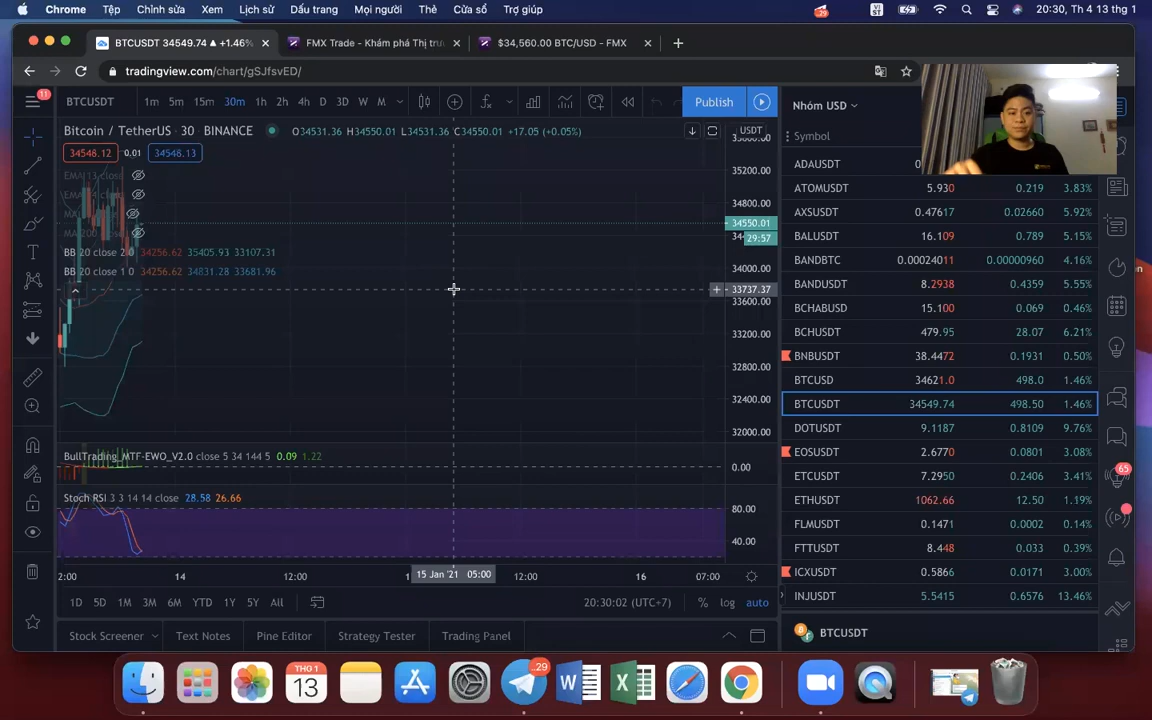 Chrome Tệp Chỉnh sửa Xem Lịch sử Dấu trang Mọi người Thẻ Cửa sổ Trợ giúp VI ST 20:30, Th 4 13 thg 1
BTCUSDT 34549.74 ▲ +1.46% × FMX Trade - Khám phá Thị trư × $34,560.00 BTC/USD - FMX × +
tradingview.com/chart/gSJfsvED/
11 BTCUSDT 1m 5m 15m 30m 1h 2h 4h D 3D W M Publish Nhóm USD
Bitcoin / TetherUS · 30 · BINANCE O34531.36 H34550.01 L34531.36 C34550.01 +17.05 (+0.05%) USDT
34548.12 0.01 34548.13
Symbol
BB 20 close 2 0 34256.62 35405.93 33107.31
BB 20 close 1 0 34256.62 34831.28 33681.96
35200.00
34800.00
34550.01
29:57
34000.00
33737.37
33600.00
33200.00
32800.00
32400.00
32000.00
BullTrading_MTF-EWO_V2.0 close 5 34 144 5 0.09 1.22
0.00
Stoch RSI 3 3 14 14 close 28.58 26.66
80.00
40.00
2:00 14 12:00 15 Jan '21 05:00 12:00 16 07:00
1D 5D 1M 3M 6M YTD 1Y 5Y All 20:30:02 (UTC+7) % log auto
Stock Screener Text Notes Pine Editor Strategy Tester Trading Panel
ADAUSDT
ATOMUSDT 5.930 0.219 3.83%
AXSUSDT 0.47617 0.02660 5.92%
BALUSDT 16.109 0.789 5.15%
BANDBTC 0.00024011 0.00000960 4.16%
BANDUSDT 8.2938 0.4359 5.55%
BCHABUSD 15.100 0.069 0.46%
BCHUSDT 479.95 28.07 6.21%
BNBUSDT 38.4472 0.1931 0.50%
BTCUSD 34621.0 498.0 1.46%
BTCUSDT 34549.74 498.50 1.46%
DOTUSDT 9.1187 0.8109 9.76%
EOSUSDT 2.6770 0.0801 3.08%
ETCUSDT 7.2950 0.2406 3.41%
ETHUSDT 1062.66 12.50 1.19%
FLMUSDT 0.1471 0.0002 0.14%
FTTUSDT 8.448 0.033 0.39%
ICXUSDT 0.5866 0.0171 3.00%
INJUSDT 5.5415 0.6576 13.46%
BTCUSDT
65
THG 1
13
29